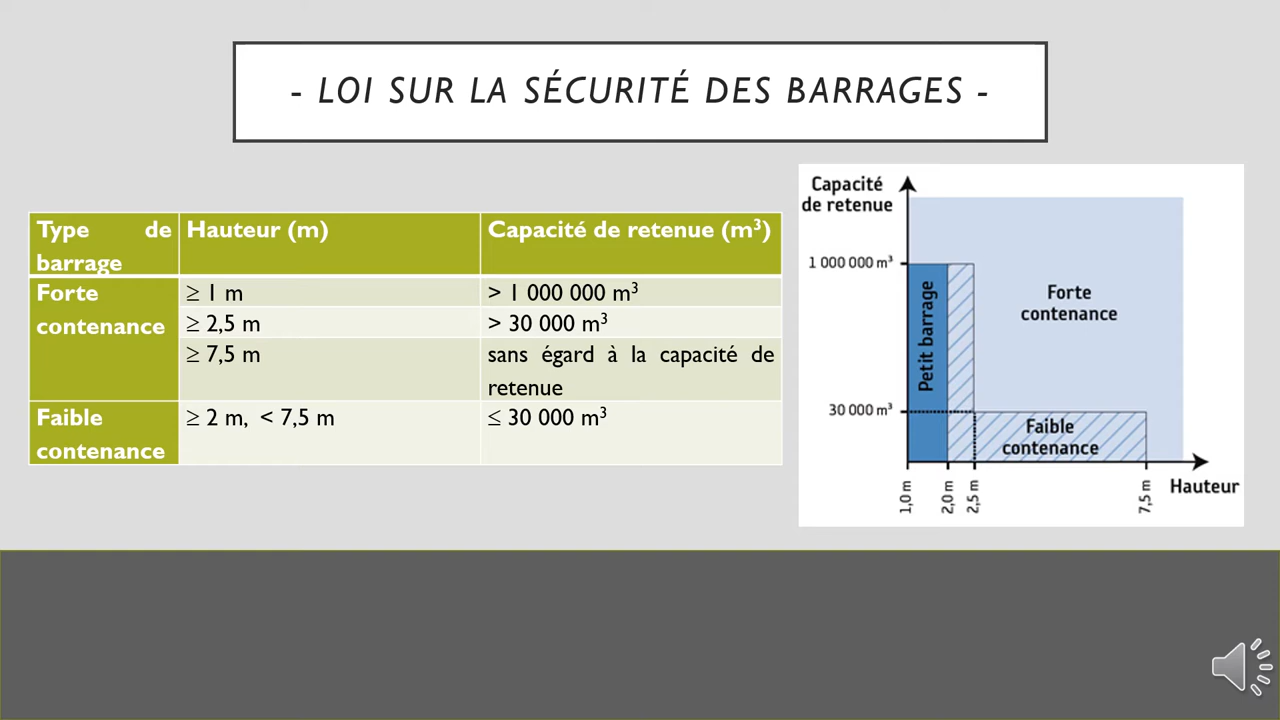 - LOI SUR LA SÉCURITÉ DES BARRAGES -
Type de
barrage
Hauteur (m)
Capacité de retenue (m³)
Forte
contenance
≥ 1 m
> 1 000 000 m³
≥ 2,5 m
> 30 000 m³
≥ 7,5 m
sans égard à la capacité de
retenue
Faible
contenance
≥ 2 m, < 7,5 m
≤ 30 000 m³
Capacité
de retenue
1 000 000 m³
30 000 m³
Petit barrage
Forte
contenance
Faible
contenance
1,0 m
2,0 m
2,5 m
7,5 m
Hauteur